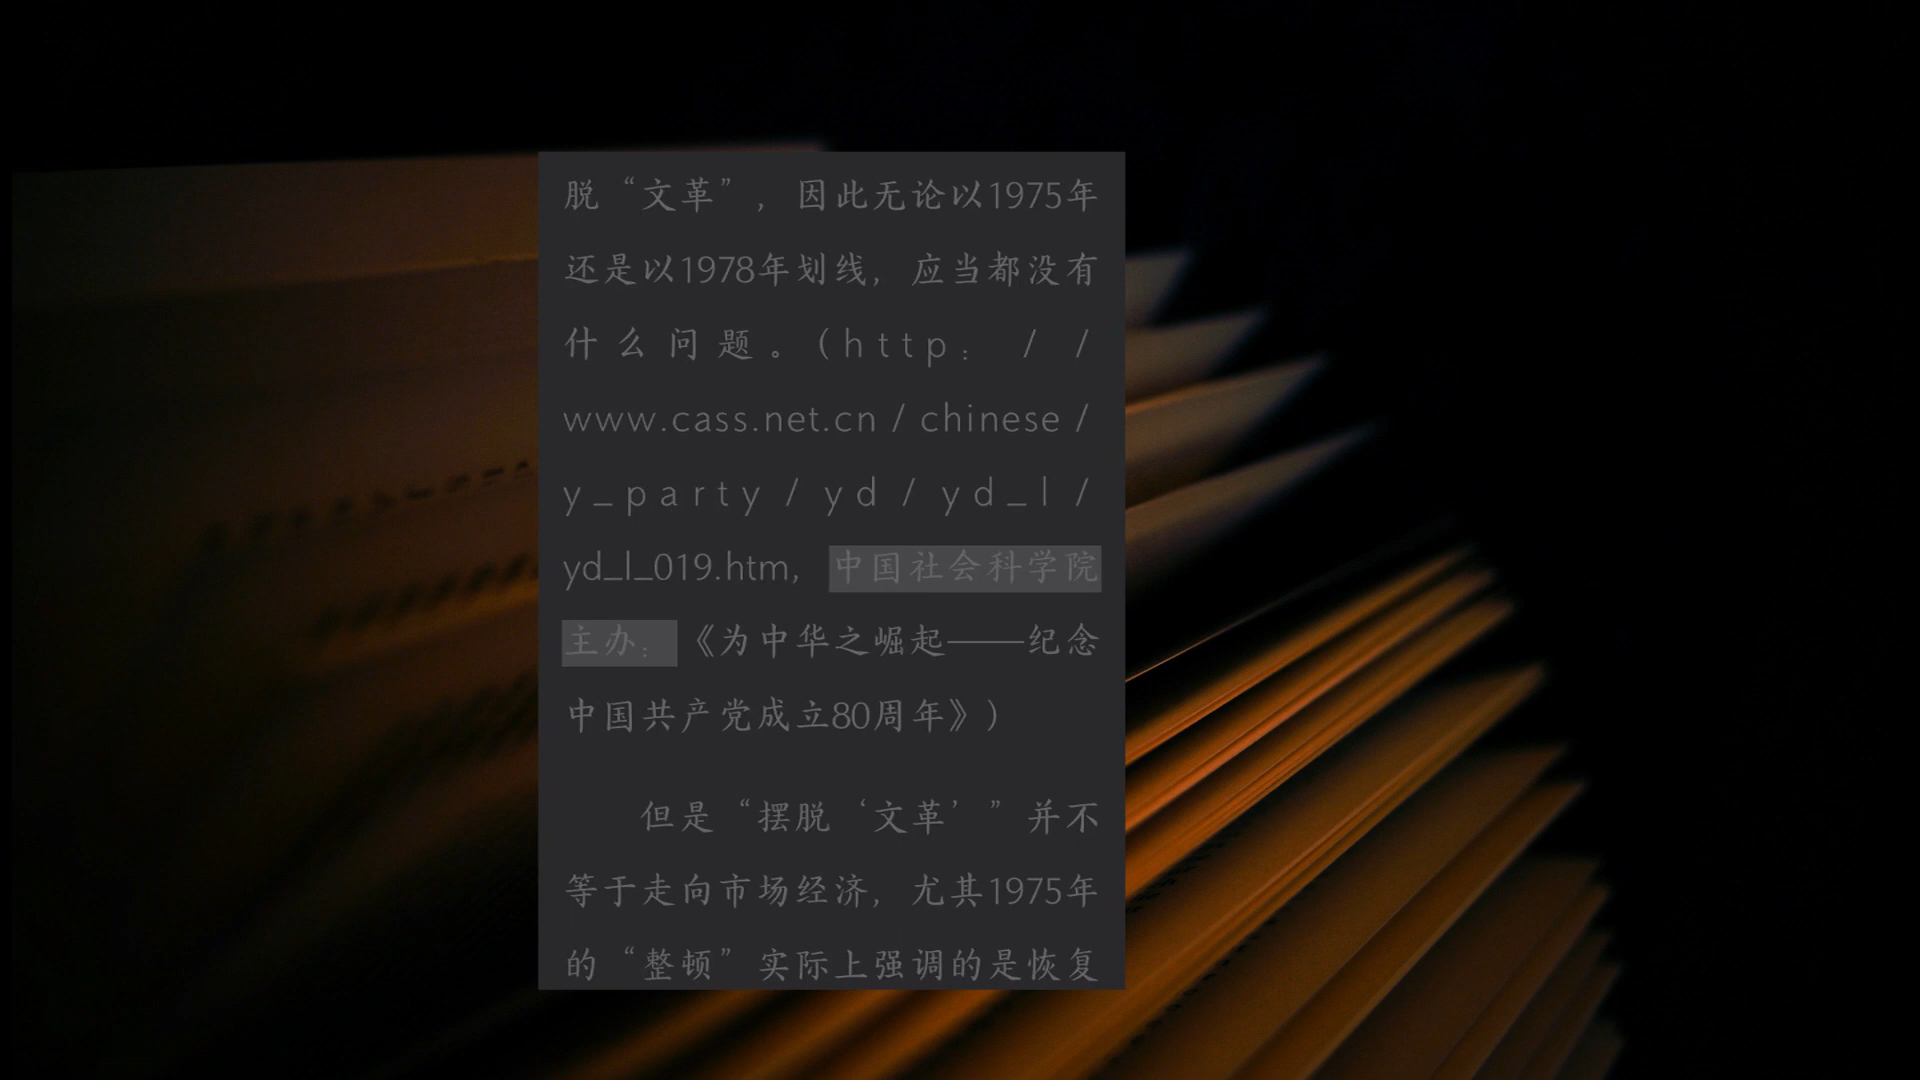 脱“文革”，因此无论以1975年
还是以1978年划线，应当都没有
什么问题。（http：//
www.cass.net.cn/chinese/
y_party/yd/yd_l/
yd_l_019.htm，中国社会科学院
主办：《为中华之崛起——纪念
中国共产党成立80周年》）
但是“摆脱‘文革’”并不
等于走向市场经济，尤其1975年
的“整顿”实际上强调的是恢复